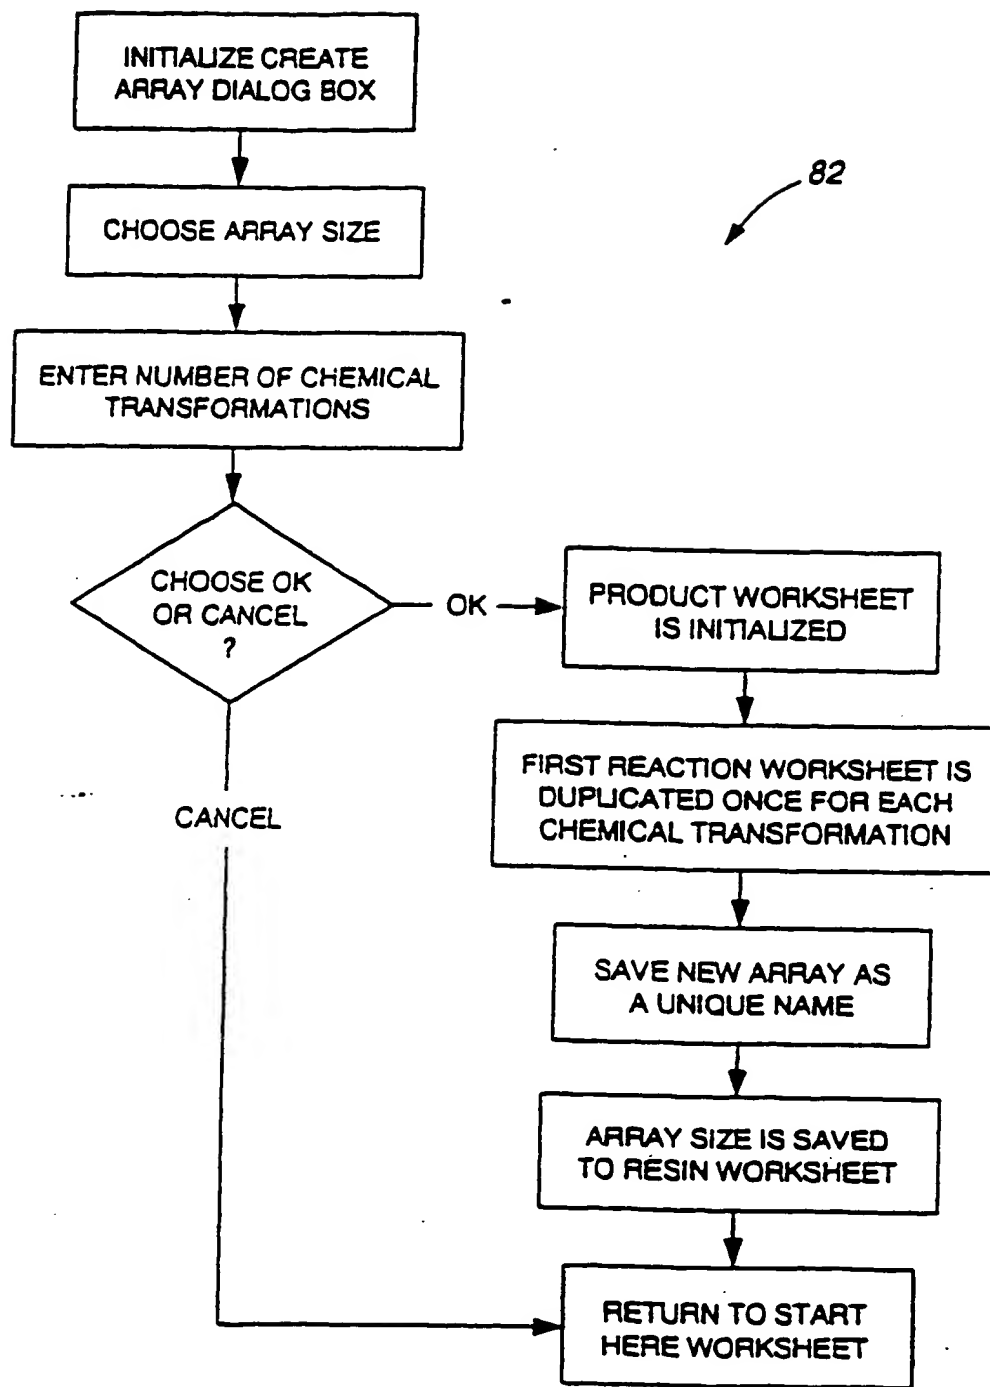 INITIALIZE CREATE
ARRAY DIALOG BOX
82
CHOOSE ARRAY SIZE
ENTER NUMBER OF CHEMICAL
TRANSFORMATIONS
CHOOSE OK
OR CANCEL
?
OK
PRODUCT WORKSHEET
IS INITIALIZED
FIRST REACTION WORKSHEET IS
DUPLICATED ONCE FOR EACH
CHEMICAL TRANSFORMATION
CANCEL
SAVE NEW ARRAY AS
A UNIQUE NAME
ARRAY SIZE IS SAVED
TO RESIN WORKSHEET
RETURN TO START
HERE WORKSHEET